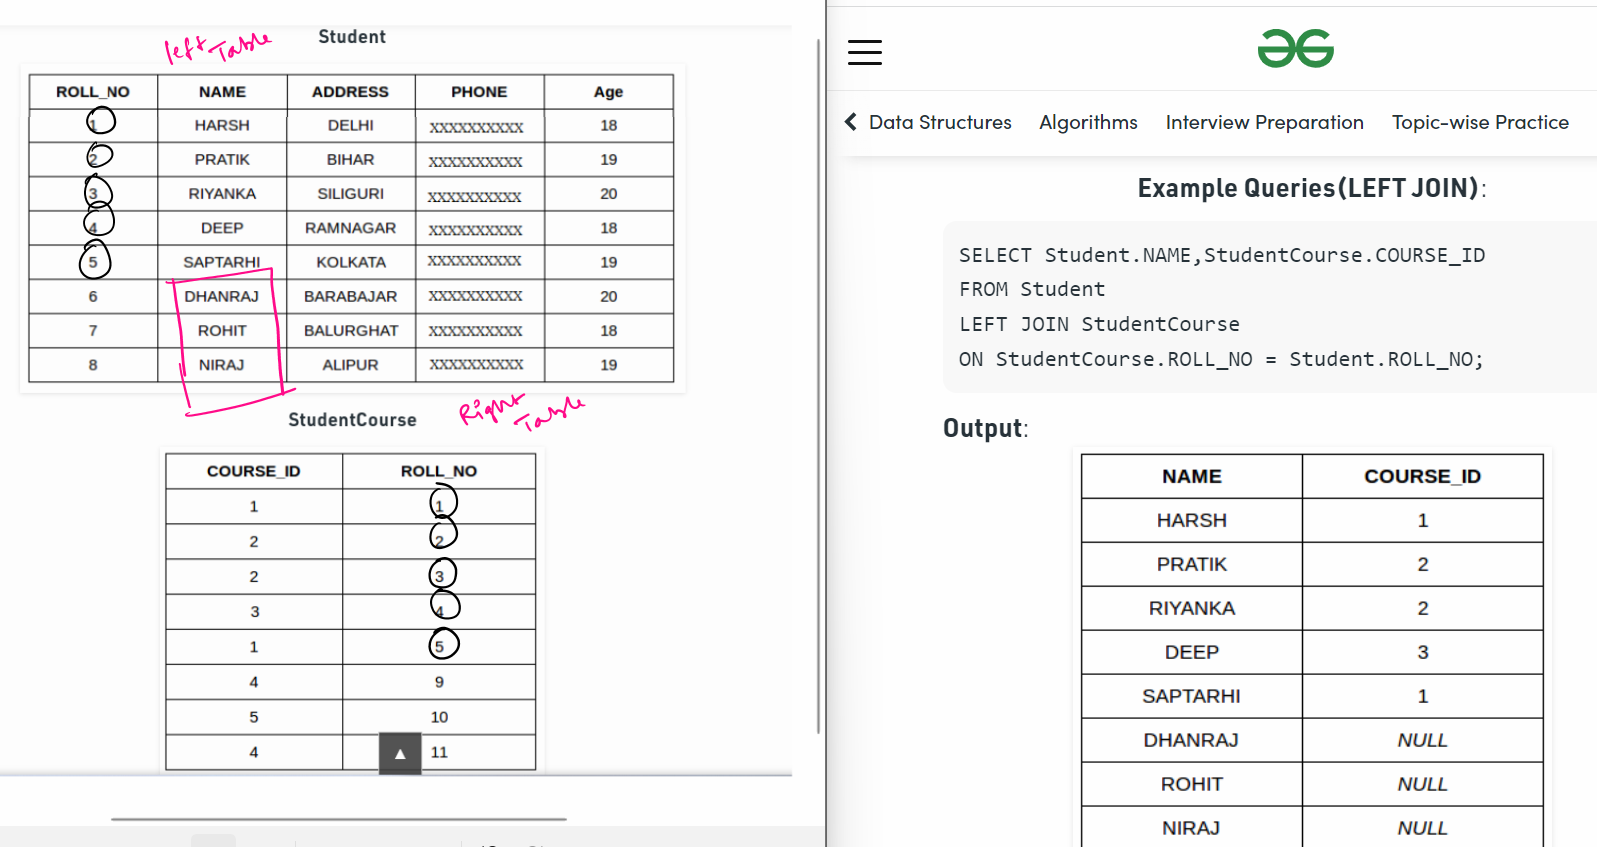 left Table
Student
ROLL_NO NAME ADDRESS PHONE Age
1 HARSH DELHI XXXXXXXXXX 18
2 PRATIK BIHAR XXXXXXXXXX 19
3 RIYANKA SILIGURI XXXXXXXXXX 20
4 DEEP RAMNAGAR XXXXXXXXXX 18
5 SAPTARHI KOLKATA XXXXXXXXXX 19
6 DHANRAJ BARABAJAR XXXXXXXXXX 20
7 ROHIT BALURGHAT XXXXXXXXXX 18
8 NIRAJ ALIPUR XXXXXXXXXX 19
Right Table
StudentCourse
COURSE_ID ROLL_NO
1 1
2 2
2 3
3 4
1 5
4 9
5 10
4 11
Data Structures Algorithms Interview Preparation Topic-wise Practice
Example Queries(LEFT JOIN):
SELECT Student.NAME,StudentCourse.COURSE_ID
FROM Student
LEFT JOIN StudentCourse
ON StudentCourse.ROLL_NO = Student.ROLL_NO;
Output:
NAME COURSE_ID
HARSH 1
PRATIK 2
RIYANKA 2
DEEP 3
SAPTARHI 1
DHANRAJ NULL
ROHIT NULL
NIRAJ NULL